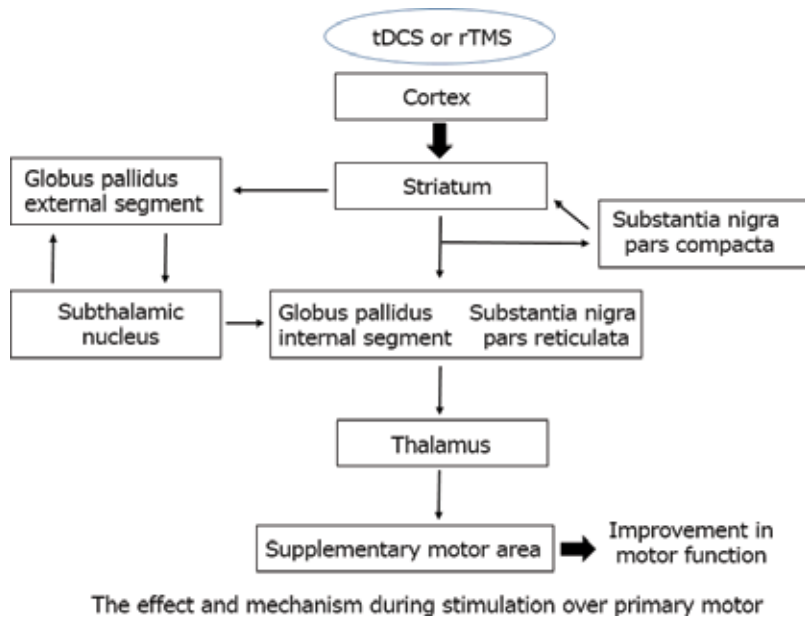 tDCS or rTMS
Cortex
Striatum
Globus pallidus
external segment
Substantia nigra
pars compacta
Subthalamic
nucleus
Globus pallidus
internal segment
Substantia nigra
pars reticulata
Thalamus
Supplementary motor area
Improvement in
motor function
The effect and mechanism during stimulation over primary motor